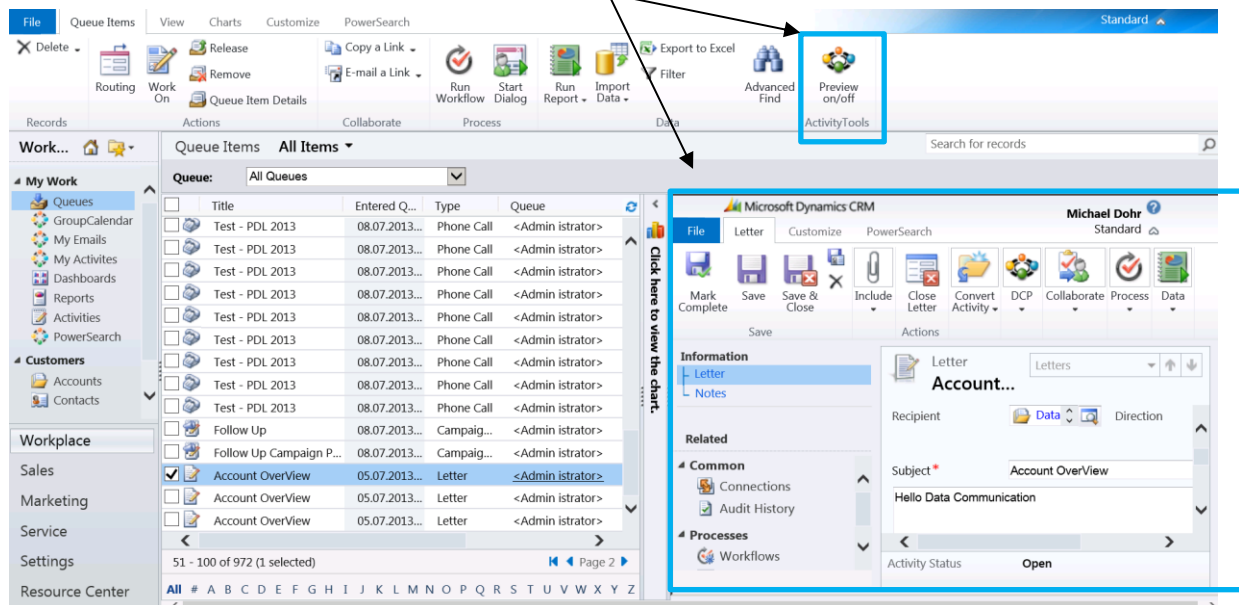 File Queue Items View Charts Customize PowerSearch Standard
Delete Routing Work On Release Remove Queue Item Details Copy a Link E-mail a Link Run Workflow Start Dialog Run Report Import Data Export to Excel Filter Advanced Find Preview on/off
Records Actions Collaborate Process Data ActivityTools
Work... Queue Items All Items Search for records
My Work
Queues
GroupCalendar
My Emails
My Activites
Dashboards
Reports
Activities
PowerSearch
Customers
Accounts
Contacts
Workplace
Sales
Marketing
Service
Settings
Resource Center
Queue: All Queues
Title Entered Q... Type Queue
Test - PDL 2013 08.07.2013... Phone Call <Admin istrator>
Test - PDL 2013 08.07.2013... Phone Call <Admin istrator>
Test - PDL 2013 08.07.2013... Phone Call <Admin istrator>
Test - PDL 2013 08.07.2013... Phone Call <Admin istrator>
Test - PDL 2013 08.07.2013... Phone Call <Admin istrator>
Test - PDL 2013 08.07.2013... Phone Call <Admin istrator>
Test - PDL 2013 08.07.2013... Phone Call <Admin istrator>
Test - PDL 2013 08.07.2013... Phone Call <Admin istrator>
Test - PDL 2013 08.07.2013... Phone Call <Admin istrator>
Follow Up 08.07.2013... Campaig... <Admin istrator>
Follow Up Campaign P... 08.07.2013... Campaig... <Admin istrator>
Account OverView 05.07.2013... Letter <Admin istrator>
Account OverView 05.07.2013... Letter <Admin istrator>
Account OverView 05.07.2013... Letter <Admin istrator>
51 - 100 of 972 (1 selected) Page 2
All # A B C D E F G H I J K L M N O P Q R S T U V W X Y Z
Click here to view the chart.
Microsoft Dynamics CRM Michael Dohr
File Letter Customize PowerSearch Standard
Mark Complete Save Save & Close Include Close Letter Convert Activity DCP Collaborate Process Data
Save Actions
Information
Letter
Notes
Related
Common
Connections
Audit History
Processes
Workflows
Letter Letters
Account...
Recipient Data Direction
Subject* Account OverView
Hello Data Communication
Activity Status Open